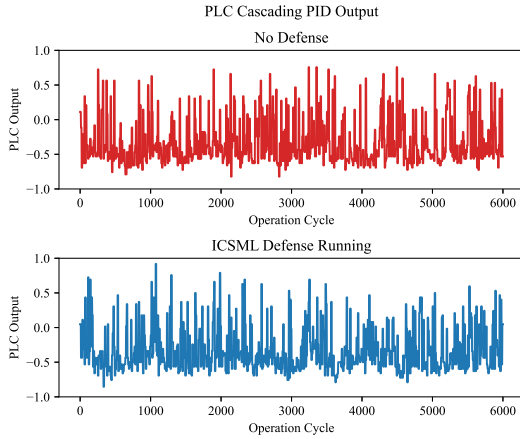 PLC Cascading PID Output
No Defense
1.0
0.5
0.0
−0.5
−1.0
PLC Output
0 1000 2000 3000 4000 5000 6000
Operation Cycle
ICSML Defense Running
1.0
0.5
0.0
−0.5
−1.0
PLC Output
0 1000 2000 3000 4000 5000 6000
Operation Cycle